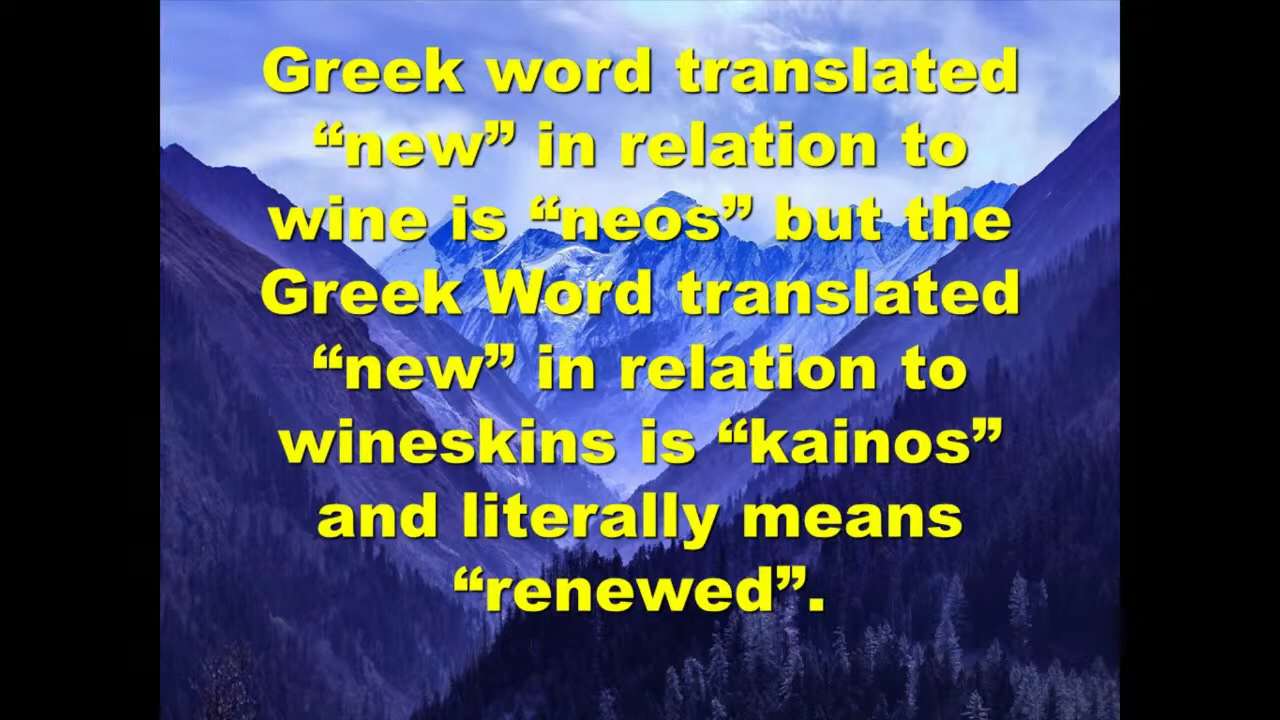 Greek word translated
“new” in relation to
wine is “neos” but the
Greek Word translated
“new” in relation to
wineskins is “kainos”
and literally means
“renewed”.